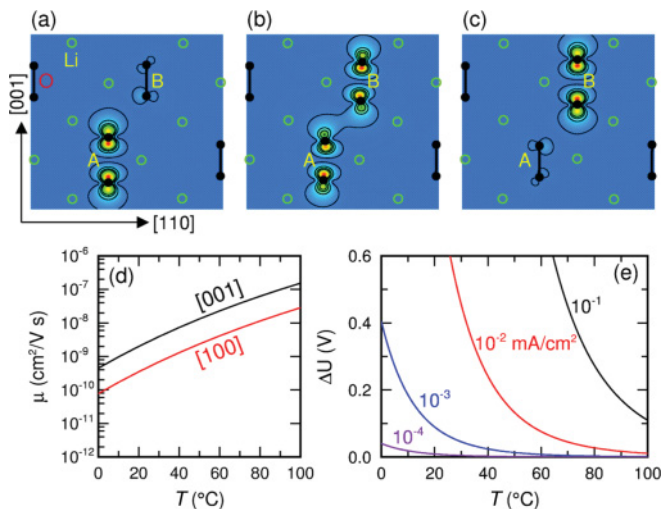 (a) (b) (c)
Li B B B
O
A A A
[001]
[110]
(d) (e)
10⁻⁶ 10⁻⁷ 10⁻⁸ 10⁻⁹ 10⁻¹⁰ 10⁻¹¹ 10⁻¹²
μ (cm²/V s)
[001]
[100]
0 20 40 60 80 100
T (°C)
0.6 0.4 0.2 0.0
ΔU (V)
10⁻¹
10⁻² mA/cm²
10⁻³
10⁻⁴
0 20 40 60 80 100
T (°C)